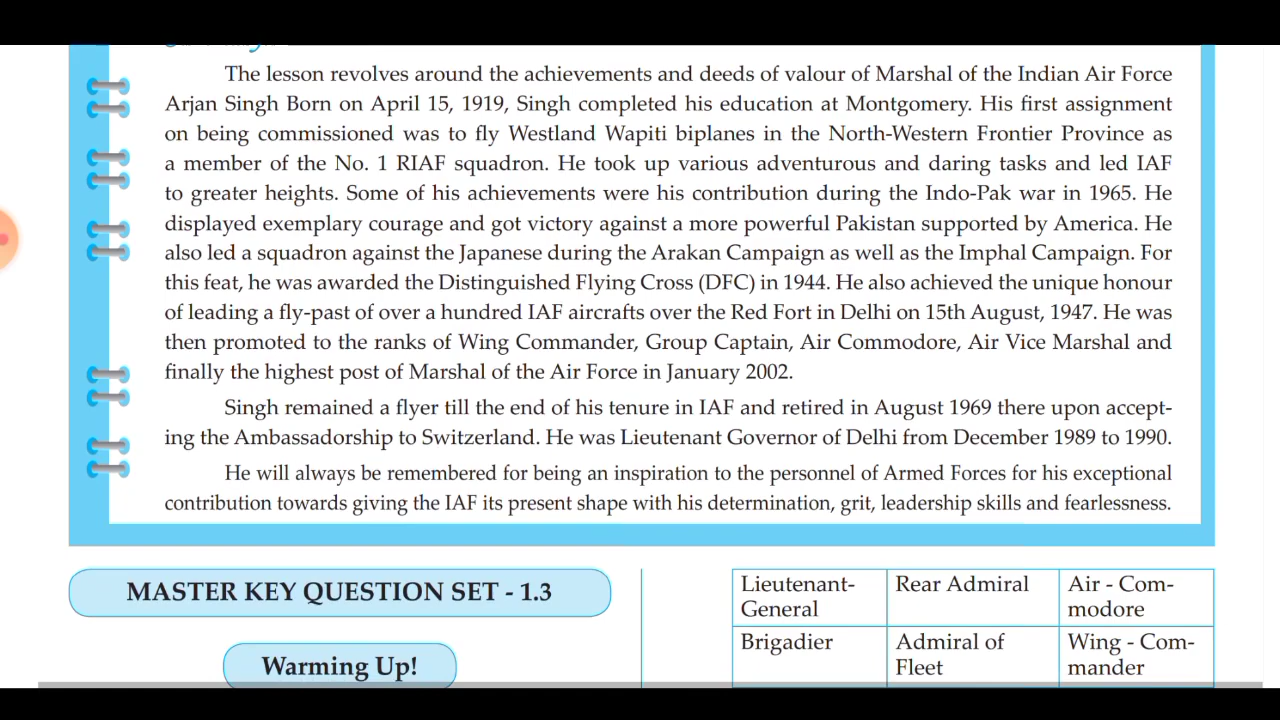 The lesson revolves around the achievements and deeds of valour of Marshal of the Indian Air Force
Arjan Singh Born on April 15, 1919, Singh completed his education at Montgomery. His first assignment
on being commissioned was to fly Westland Wapiti biplanes in the North-Western Frontier Province as
a member of the No. 1 RIAF squadron. He took up various adventurous and daring tasks and led IAF
to greater heights. Some of his achievements were his contribution during the Indo-Pak war in 1965. He
displayed exemplary courage and got victory against a more powerful Pakistan supported by America. He
also led a squadron against the Japanese during the Arakan Campaign as well as the Imphal Campaign. For
this feat, he was awarded the Distinguished Flying Cross (DFC) in 1944. He also achieved the unique honour
of leading a fly-past of over a hundred IAF aircrafts over the Red Fort in Delhi on 15th August, 1947. He was
then promoted to the ranks of Wing Commander, Group Captain, Air Commodore, Air Vice Marshal and
finally the highest post of Marshal of the Air Force in January 2002.
Singh remained a flyer till the end of his tenure in IAF and retired in August 1969 there upon accept-
ing the Ambassadorship to Switzerland. He was Lieutenant Governor of Delhi from December 1989 to 1990.
He will always be remembered for being an inspiration to the personnel of Armed Forces for his exceptional
contribution towards giving the IAF its present shape with his determination, grit, leadership skills and fearlessness.
MASTER KEY QUESTION SET - 1.3
Warming Up!
Lieutenant-
General
Rear Admiral
Air - Com-
modore
Brigadier
Admiral of
Fleet
Wing - Com-
mander